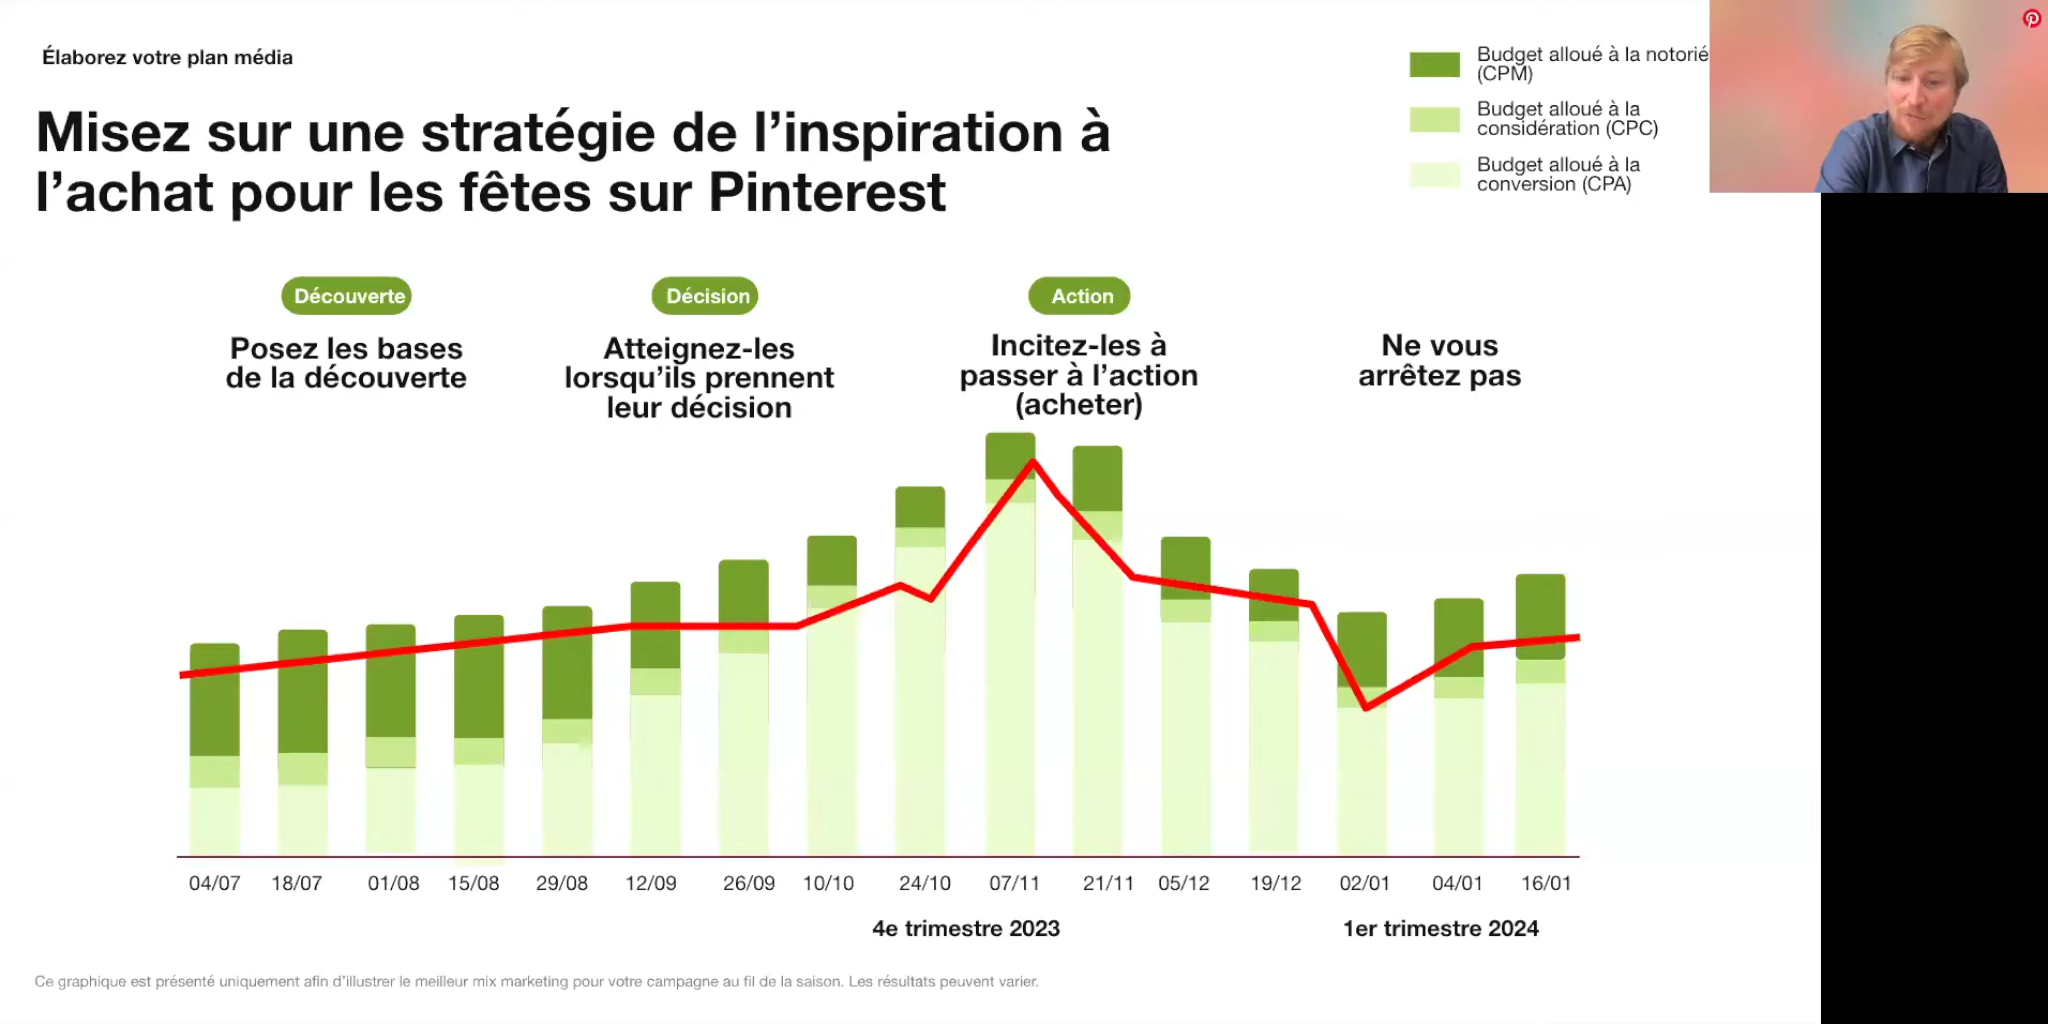 Élaborez votre plan média
Misez sur une stratégie de l’inspiration à
l’achat pour les fêtes sur Pinterest
Budget alloué à la notorié
(CPM)
Budget alloué à la
considération (CPC)
Budget alloué à la
conversion (CPA)
Découverte
Posez les bases
de la découverte
Décision
Atteignez-les
lorsqu’ils prennent
leur décision
Action
Incitez-les à
passer à l’action
(acheter)
Ne vous
arrêtez pas
04/07 18/07 01/08 15/08 29/08 12/09 26/09 10/10 24/10 07/11 21/11 05/12 19/12 02/01 04/01 16/01
4e trimestre 2023 1er trimestre 2024
Ce graphique est présenté uniquement afin d’illustrer le meilleur mix marketing pour votre campagne au fil de la saison. Les résultats peuvent varier.